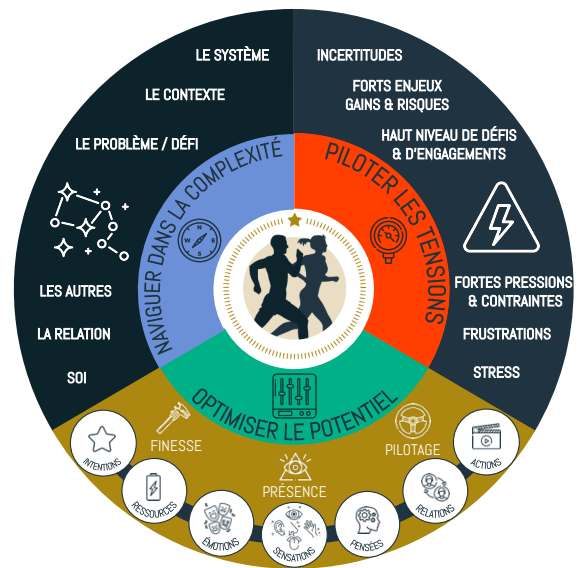 LE SYSTÈME
LE CONTEXTE
LE PROBLÈME / DÉFI
LES AUTRES
LA RELATION
SOI
INCERTITUDES
FORTS ENJEUX
GAINS & RISQUES
HAUT NIVEAU DE DÉFIS
& D'ENGAGEMENTS
FORTES PRESSIONS
& CONTRAINTES
FRUSTRATIONS
STRESS
NAVIGUER DANS LA COMPLEXITÉ
N
W E
S
PILOTER LES TENSIONS
OPTIMISER LE POTENTIEL
FINESSE
PRÉSENCE
PILOTAGE
INTENTIONS
RESSOURCES
ÉMOTIONS
SENSATIONS
PENSÉES
RELATIONS
ACTIONS